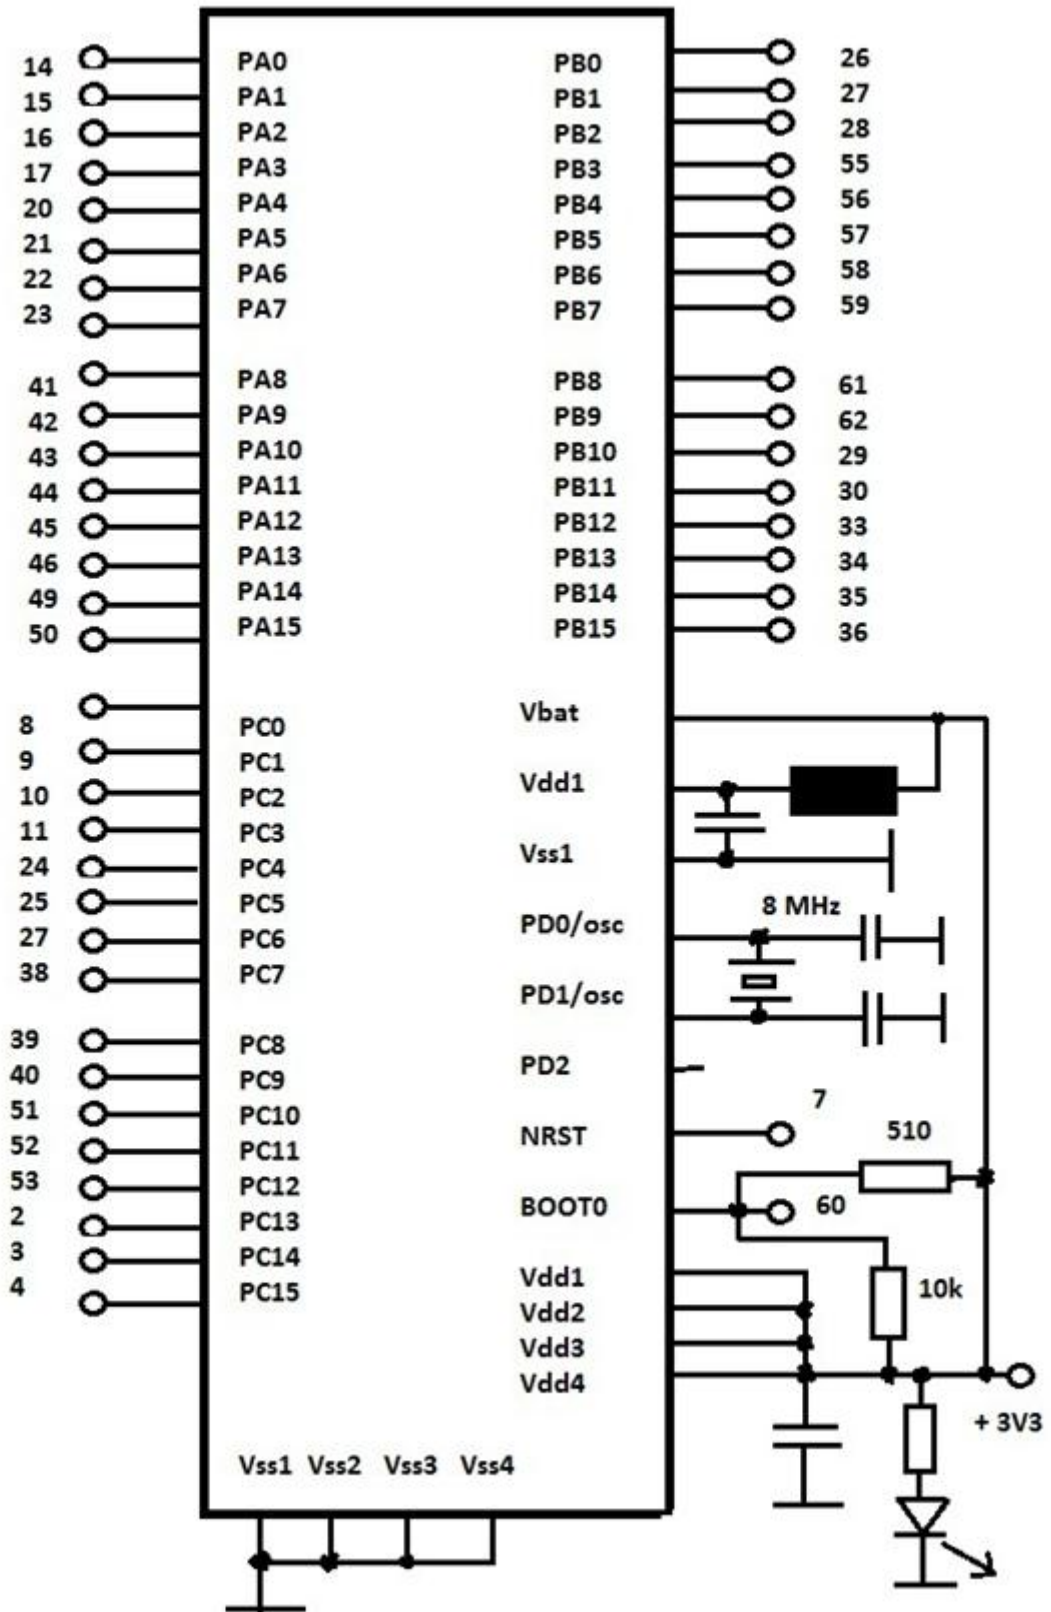 14 PA0 PB0 26
15 PA1 PB1 27
16 PA2 PB2 28
17 PA3 PB3 55
20 PA4 PB4 56
21 PA5 PB5 57
22 PA6 PB6 58
23 PA7 PB7 59
41 PA8 PB8 61
42 PA9 PB9 62
43 PA10 PB10 29
44 PA11 PB11 30
45 PA12 PB12 33
46 PA13 PB13 34
49 PA14 PB14 35
50 PA15 PB15 36
Vbat
8 PC0
9 PC1
Vdd1
10 PC2
11 PC3
Vss1
24 PC4
25 PC5
8 MHz
PD0/osc
27 PC6
38 PC7
PD1/osc
39 PC8
PD2
40 PC9
51 PC10
7
NRST
510
52 PC11
53 PC12
BOOT0 60
2 PC13
3 PC14
Vdd1
10k
4 PC15
Vdd2
Vdd3
Vdd4
+ 3V3
Vss1 Vss2 Vss3 Vss4